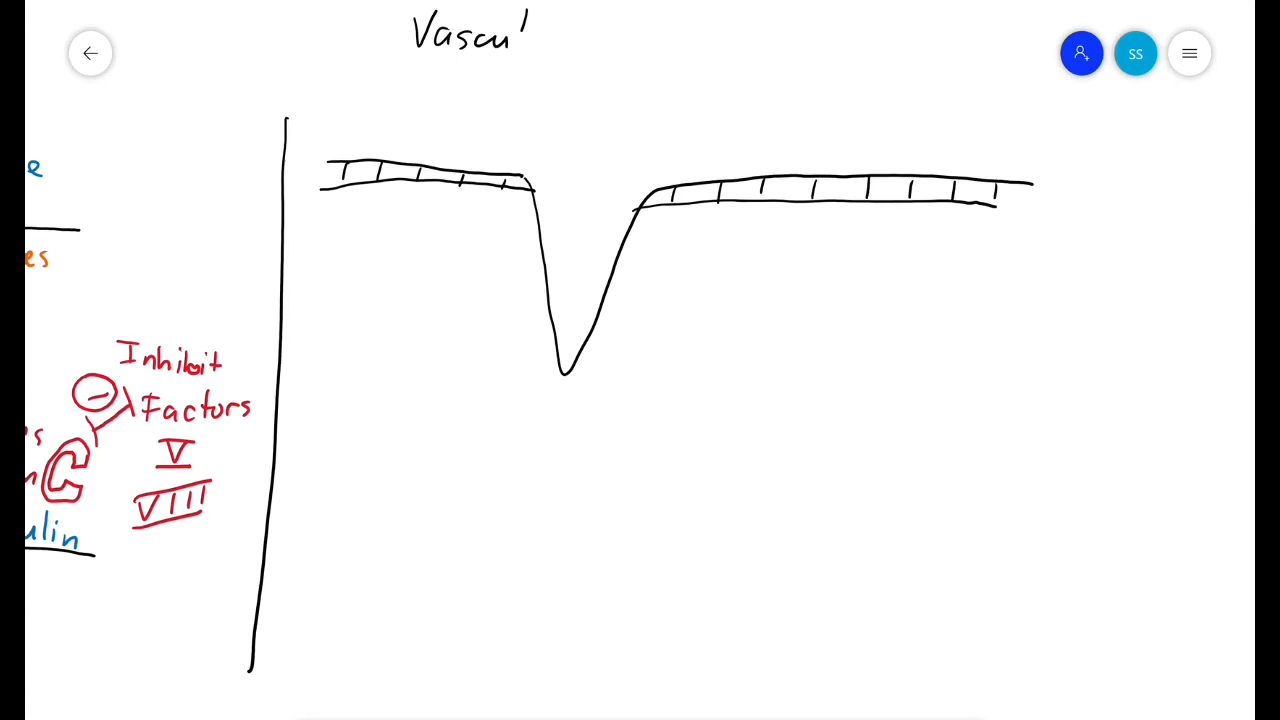 Vascu'
SS
e
es
Inhibit
Factors
s
V
n C
VIII
ulin